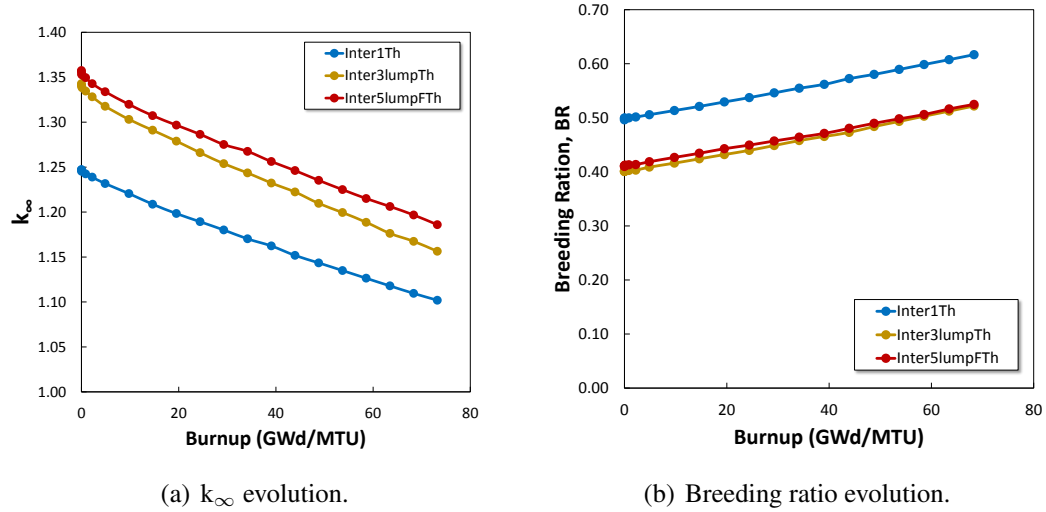 1.40
1.35
1.30
1.25
1.20
1.15
1.10
1.05
1.00
k∞
0
20
40
60
80
Burnup (GWd/MTU)
Inter1Th
Inter3lumpTh
Inter5lumpFTh
(a) k∞ evolution.
0.60
0.50
0.40
0.30
0.20
0.10
0.00
Breeding Ration, BR
0
20
40
60
80
Burnup (GWd/MTU)
Inter1Th
Inter3lumpTh
Inter5lumpFTh
(b) Breeding ratio evolution.